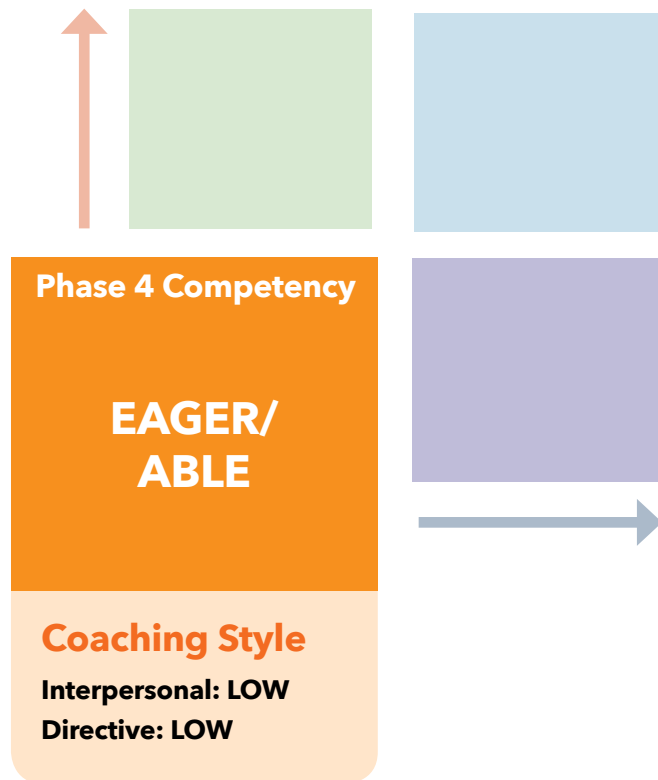 Phase 4 Competency
EAGER/
ABLE
Coaching Style
Interpersonal: LOW
Directive: LOW